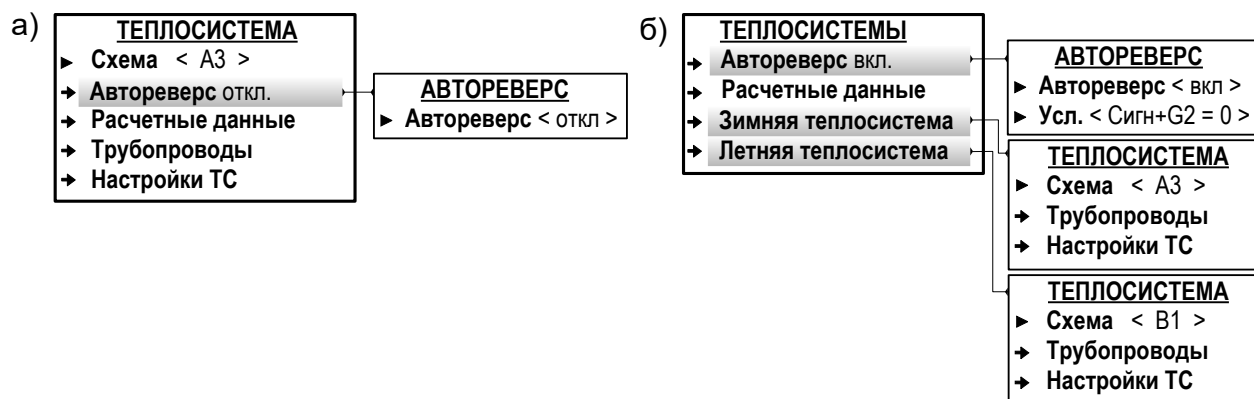 а)
ТЕПЛОСИСТЕМА
Схема < А3 >
Автореверс откл.
Расчетные данные
Трубопроводы
Настройки ТС
АВТОРЕВЕРС
Автореверс < откл >
б)
ТЕПЛОСИСТЕМЫ
Автореверс вкл.
Расчетные данные
Зимняя теплосистема
Летняя теплосистема
АВТОРЕВЕРС
Автореверс < вкл >
Усл. < Сигн+G2 = 0 >
ТЕПЛОСИСТЕМА
Схема < А3 >
Трубопроводы
Настройки ТС
ТЕПЛОСИСТЕМА
Схема < В1 >
Трубопроводы
Настройки ТС